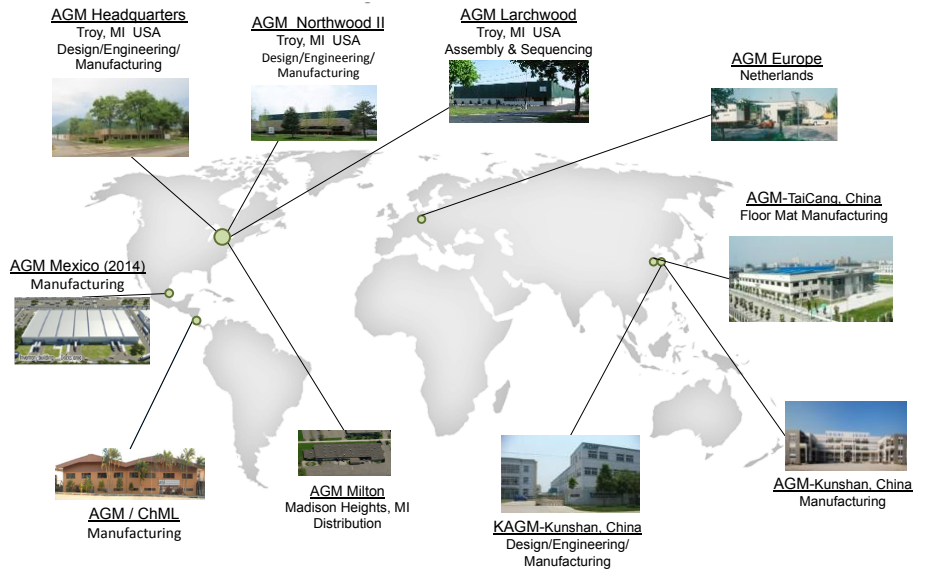 AGM Headquarters
Troy, MI  USA
Design/Engineering/
Manufacturing
AGM  Northwood II
Troy, MI  USA
Design/Engineering/
Manufacturing
AGM Larchwood
Troy, MI  USA
Assembly & Sequencing
AGM Europe
Netherlands
AGM-TaiCang, China
Floor Mat Manufacturing
AGM Mexico (2014)
Manufacturing
AGM / ChML
Manufacturing
AGM Milton
Madison Heights, MI
Distribution
KAGM-Kunshan, China
Design/Engineering/
Manufacturing
AGM-Kunshan, China
Manufacturing